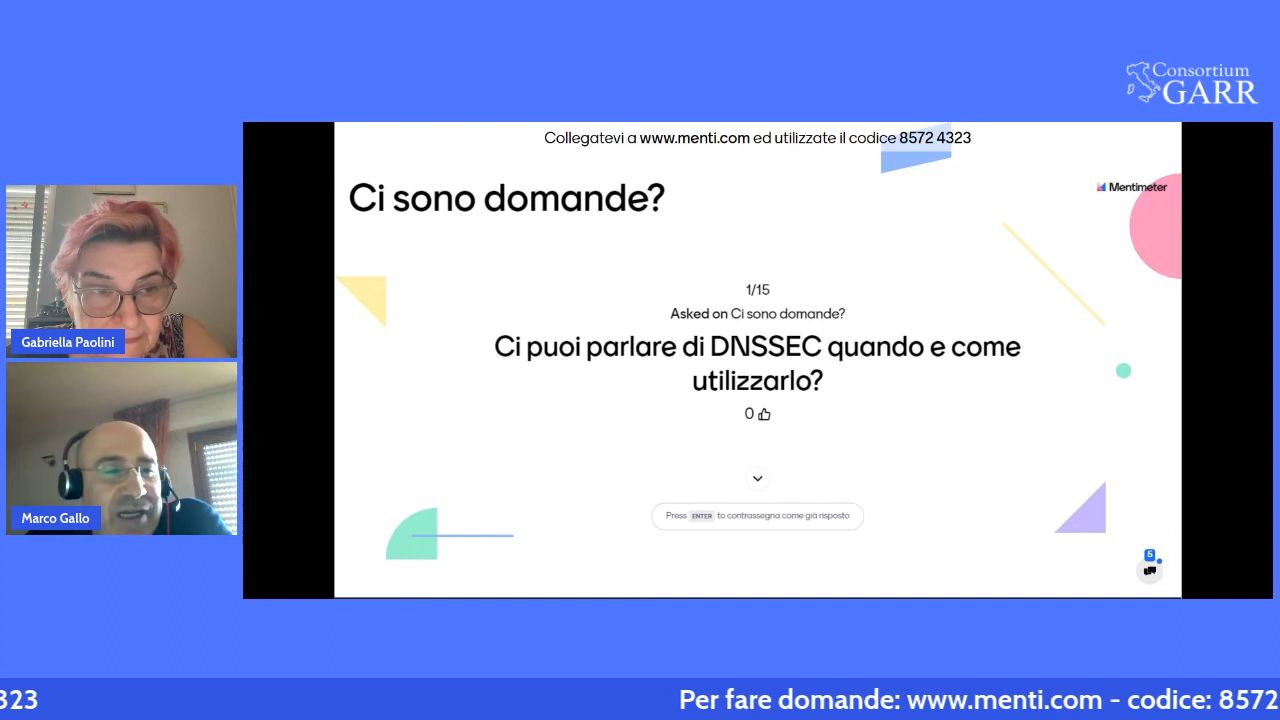 Consortium
GARR
Collegatevi a www.menti.com ed utilizzate il codice 8572 4323
Ci sono domande?
Mentimeter
1/15
Asked on Ci sono domande?
Ci puoi parlare di DNSSEC quando e come
utilizzarlo?
0
Press ENTER to contrassegna come già risposto
5
Gabriella Paolini
Marco Gallo
323 Per fare domande: www.menti.com - codice: 8572